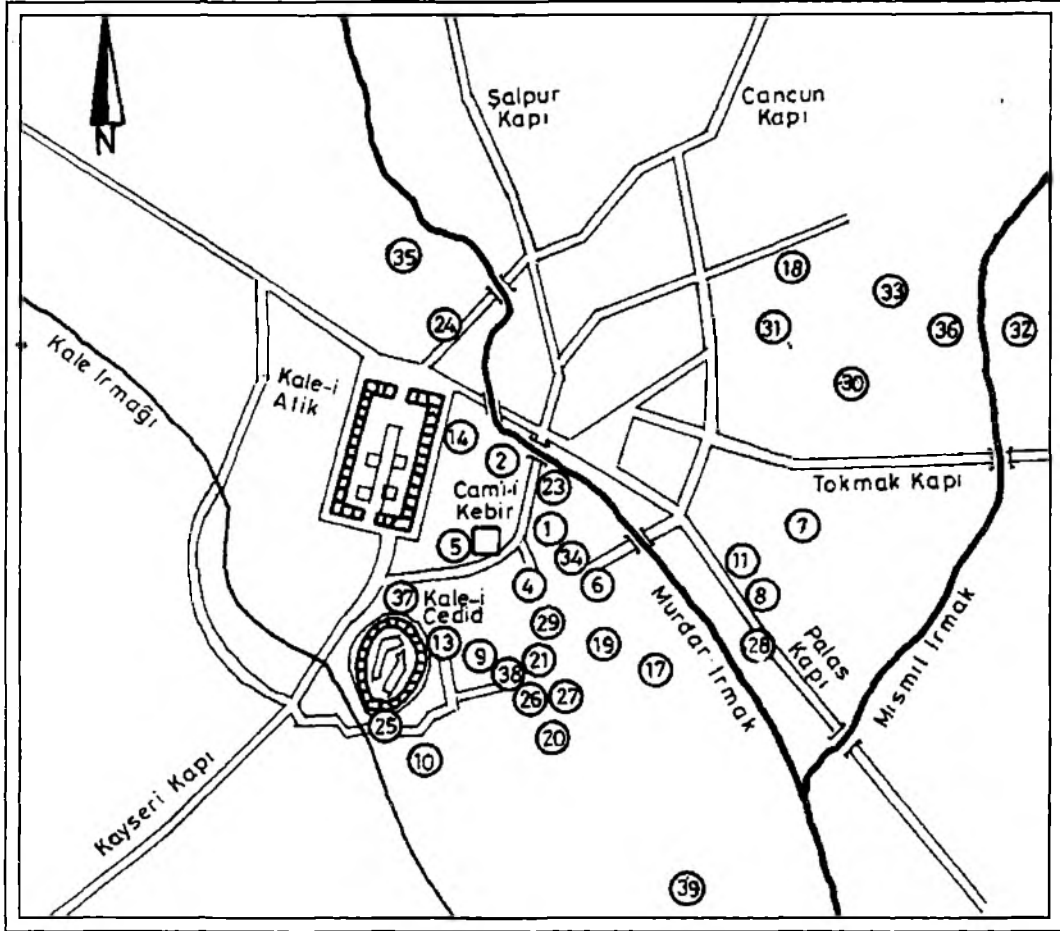 N
Şalpur
Kapı
Cancun
Kapı
35
18
33
24
31
36
32
Kale Irmağı
Kale-i
Atik
30
14
2
Tokmak Kapı
Cami-i
Kebir
23
1
7
5
34
11
4
6
8
37
Kale-i
Cedid
29
Murdar Irmak
13
9
21
19
28
Palas
Kapı
38
17
Mısmıl Irmak
26
27
25
20
10
Kayseri Kapı
39